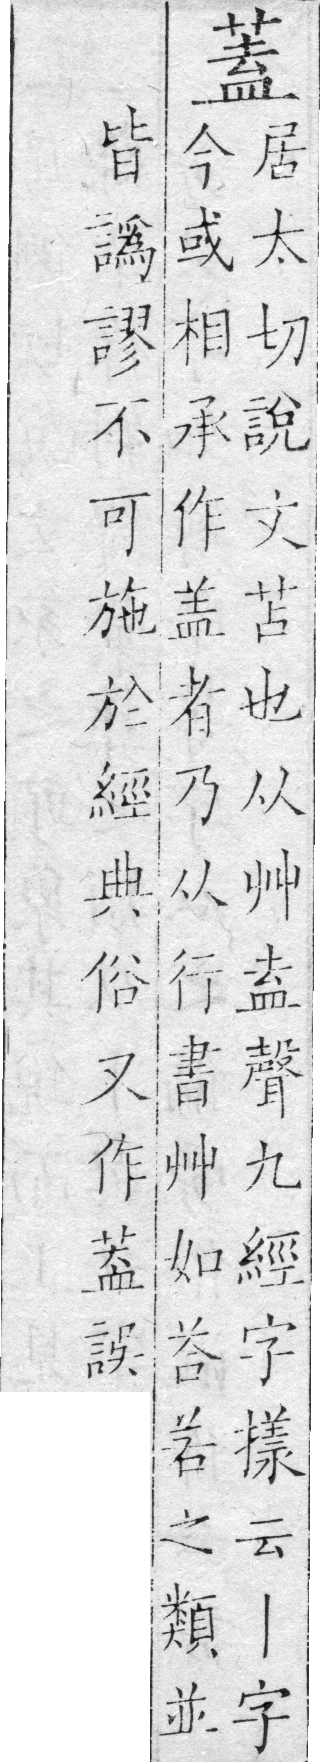 蓋
居太切說文苫也从艸盍聲九經字㨾云丨字
今或相承作盖者乃从行書艸如荅若之類並
皆譌謬不可施於經典俗又作葢誤